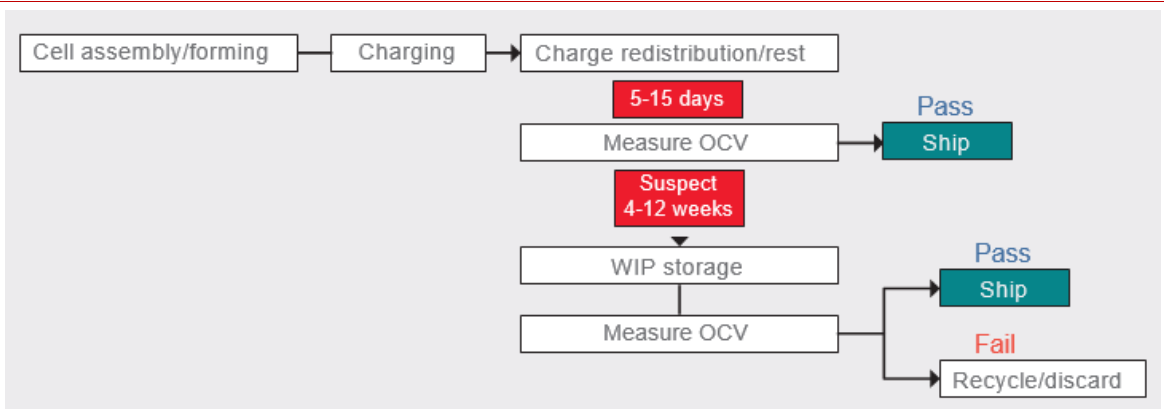 Cell assembly/forming
Charging
Charge redistribution/rest
5-15 days
Measure OCV
Pass
Ship
Suspect
4-12 weeks
WIP storage
Measure OCV
Pass
Ship
Fail
Recycle/discard